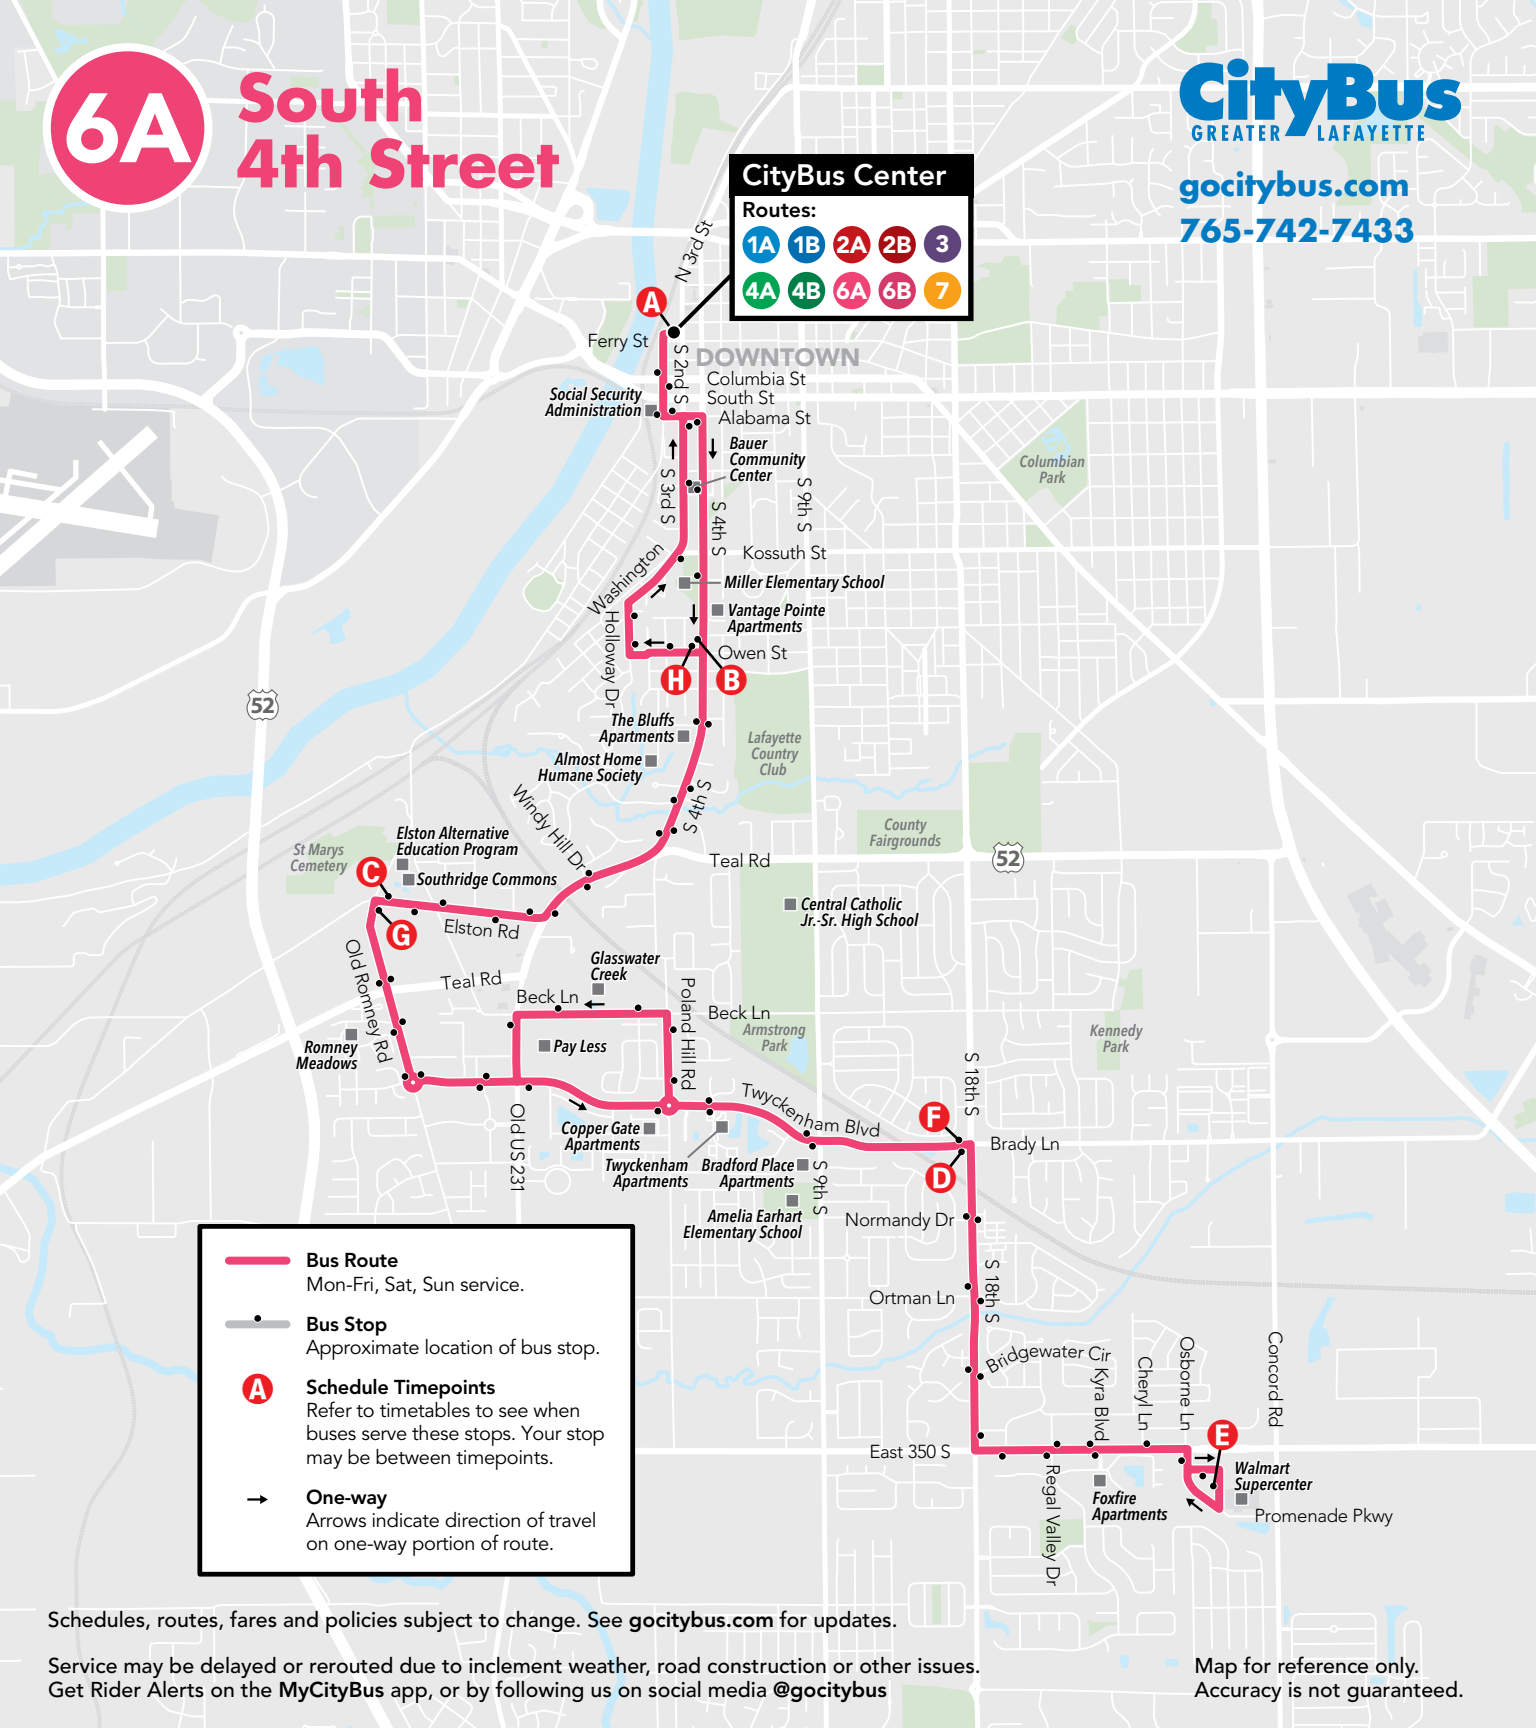 6A
South
4th Street
CityBus
GREATER LAFAYETTE
gocitybus.com
765-742-7433
CityBus Center
Routes:
1A 1B 2A 2B 3
4A 4B 6A 6B 7
N 3rd St
A
Ferry St
S 2nd S
DOWNTOWN
Columbia St
South St
Alabama St
Social Security
Administration
Bauer
Community
Center
S 3rd S
S 4th S
S 9th S
Columbian
Park
Kossuth St
Washington
Miller Elementary School
Vantage Pointe
Apartments
Holloway Dr
Owen St
H
B
52
The Bluffs
Apartments
Almost Home
Humane Society
Lafayette
Country
Club
S 4th S
Windy Hill Dr
County
Fairgrounds
Teal Rd
52
St Marys
Cemetery
Elston Alternative
Education Program
C
Southridge Commons
G
Elston Rd
Central Catholic
Jr.-Sr. High School
Old Romney Rd
Teal Rd
Glasswater
Creek
Beck Ln
Poland Hill Rd
Beck Ln
Armstrong
Park
Kennedy
Park
Romney
Meadows
Pay Less
S 18th S
Twyckenham Blvd
Old US 231
Copper Gate
Apartments
Twyckenham
Apartments
Bradford Place
Apartments
S 9th S
F
D
Brady Ln
Amelia Earhart
Elementary School
Normandy Dr
S 18th S
Ortman Ln
Bridgewater Cir
Kyra Blvd
Cheryl Ln
Osborne Ln
Concord Rd
East 350 S
E
Regal Valley Dr
Foxfire
Apartments
Walmart
Supercenter
Promenade Pkwy
Bus Route
Mon-Fri, Sat, Sun service.
Bus Stop
Approximate location of bus stop.
A
Schedule Timepoints
Refer to timetables to see when
buses serve these stops. Your stop
may be between timepoints.
One-way
Arrows indicate direction of travel
on one-way portion of route.
Schedules, routes, fares and policies subject to change. See gocitybus.com for updates.
Service may be delayed or rerouted due to inclement weather, road construction or other issues.
Get Rider Alerts on the MyCityBus app, or by following us on social media @gocitybus
Map for reference only.
Accuracy is not guaranteed.